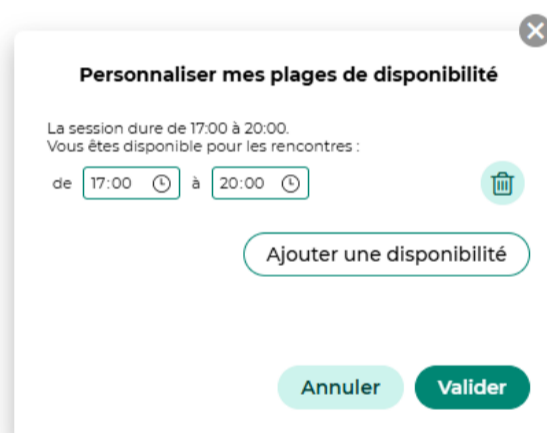 Personnaliser mes plages de disponibilité
La session dure de 17:00 à 20:00.
Vous êtes disponible pour les rencontres :
de 17:00 à 20:00
Ajouter une disponibilité
Annuler Valider